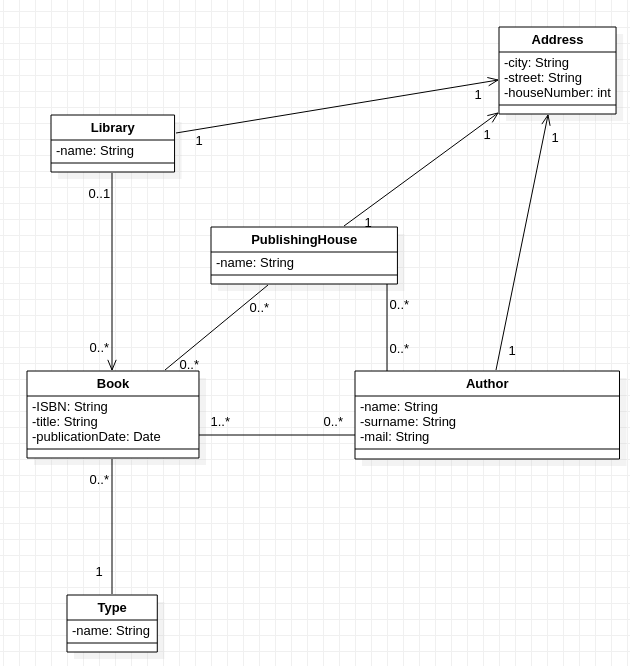 Address
-city: String
-street: String
-houseNumber: int
1
1
1
Library
-name: String
1
0..1
1
PublishingHouse
-name: String
0..*
0..*
0..*
0..*
0..*
1
Book
-ISBN: String
-title: String
-publicationDate: Date
Author
-name: String
-surname: String
-mail: String
1..*
0..*
0..*
1
Type
-name: String